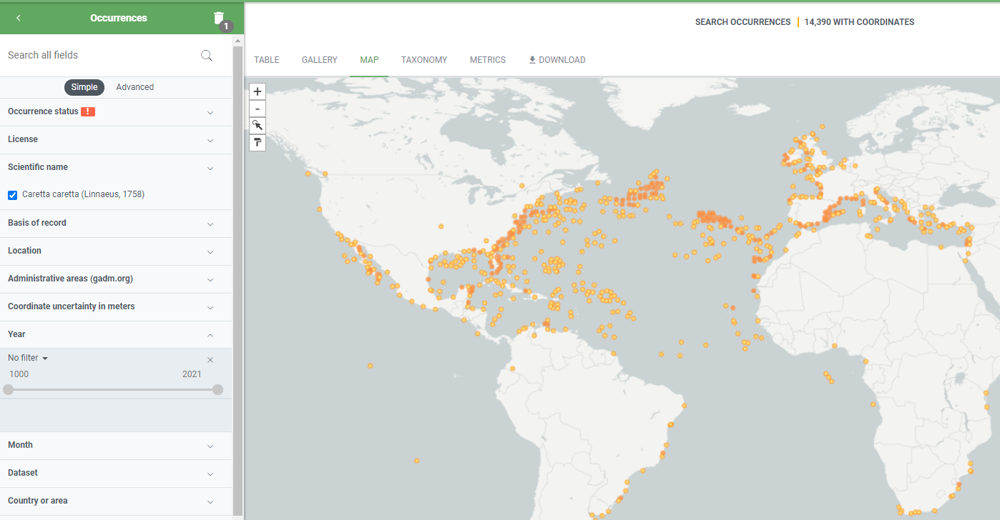 Occurrences
1
Search all fields
Simple Advanced
Occurrence status !
License
Scientific name
Caretta caretta (Linnaeus, 1758)
Basis of record
Location
Administrative areas (gadm.org)
Coordinate uncertainty in meters
Year
No filter
1000 2021
Month
Dataset
Country or area
SEARCH OCCURRENCES | 14,390 WITH COORDINATES
TABLE GALLERY MAP TAXONOMY METRICS DOWNLOAD
+
-